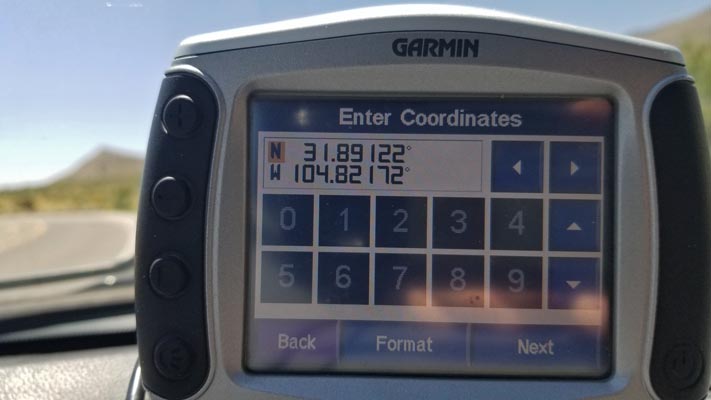 GARMIN
Enter Coordinates
N 31.89122°
W 104.82172°
0 1 2 3 4
5 6 7 8 9
Back Format Next